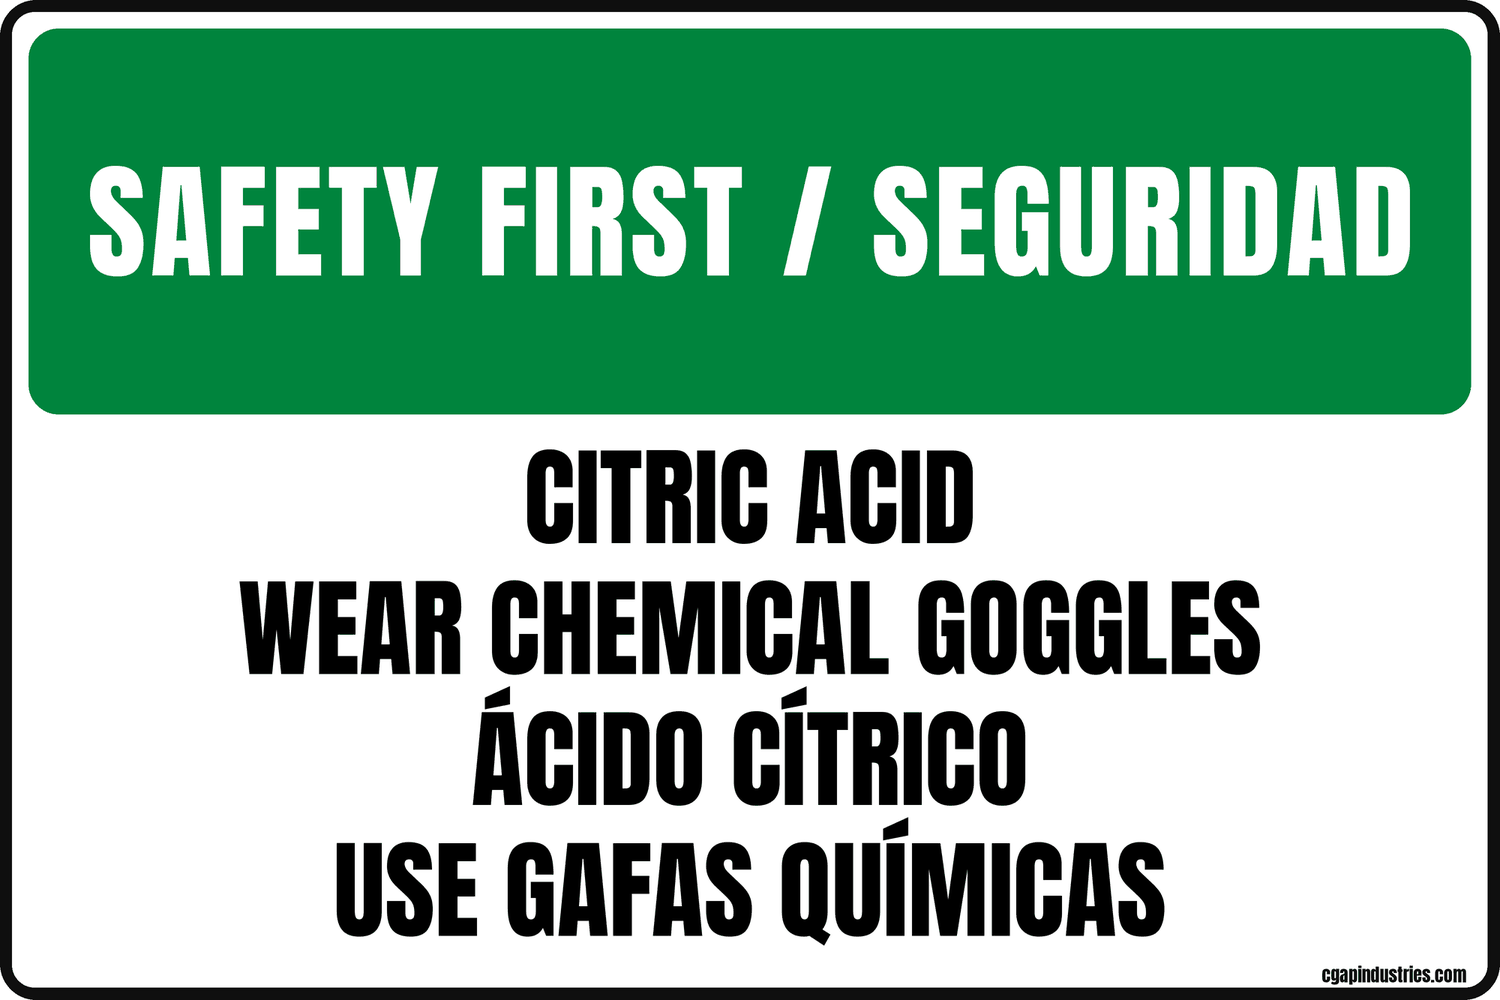 SAFETY FIRST / SEGURIDAD
CITRIC ACID
WEAR CHEMICAL GOGGLES
ÁCIDO CÍTRICO
USE GAFAS QUÍMICAS
cgapindustries.com